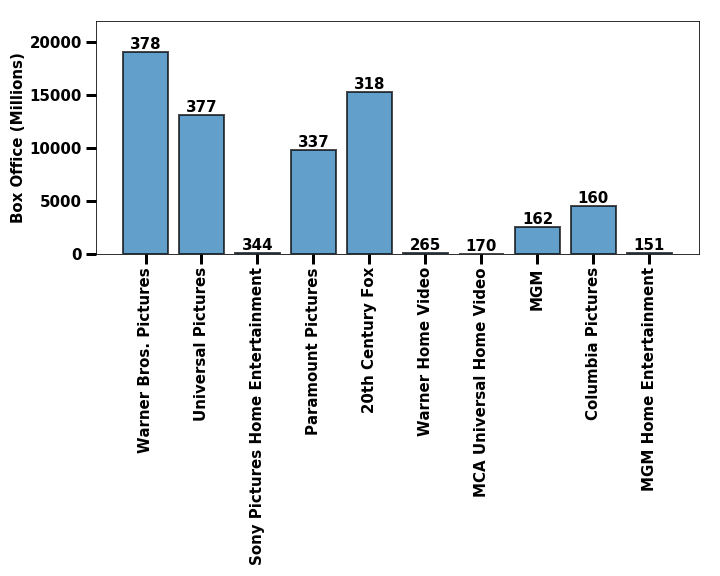 Box Office (Millions)
20000
15000
10000
5000
0
378
377
344
337
318
265
170
162
160
151
Warner Bros. Pictures
Universal Pictures
Sony Pictures Home Entertainment
Paramount Pictures
20th Century Fox
Warner Home Video
MCA Universal Home Video
MGM
Columbia Pictures
MGM Home Entertainment